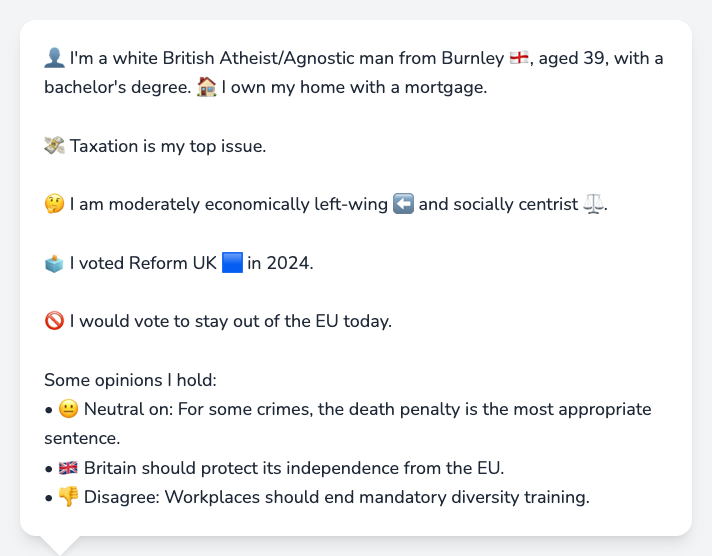 👤 I'm a white British Atheist/Agnostic man from Burnley 🏴󠁧󠁢󠁥󠁮󠁧󠁿, aged 39, with a
bachelor's degree. 🏠 I own my home with a mortgage.
💸 Taxation is my top issue.
🤔 I am moderately economically left-wing ⬅️ and socially centrist ⚖️.
🗳️ I voted Reform UK 🟦 in 2024.
🚫 I would vote to stay out of the EU today.
Some opinions I hold:
• 😐 Neutral on: For some crimes, the death penalty is the most appropriate
sentence.
• 🇬🇧 Britain should protect its independence from the EU.
• 👎 Disagree: Workplaces should end mandatory diversity training.